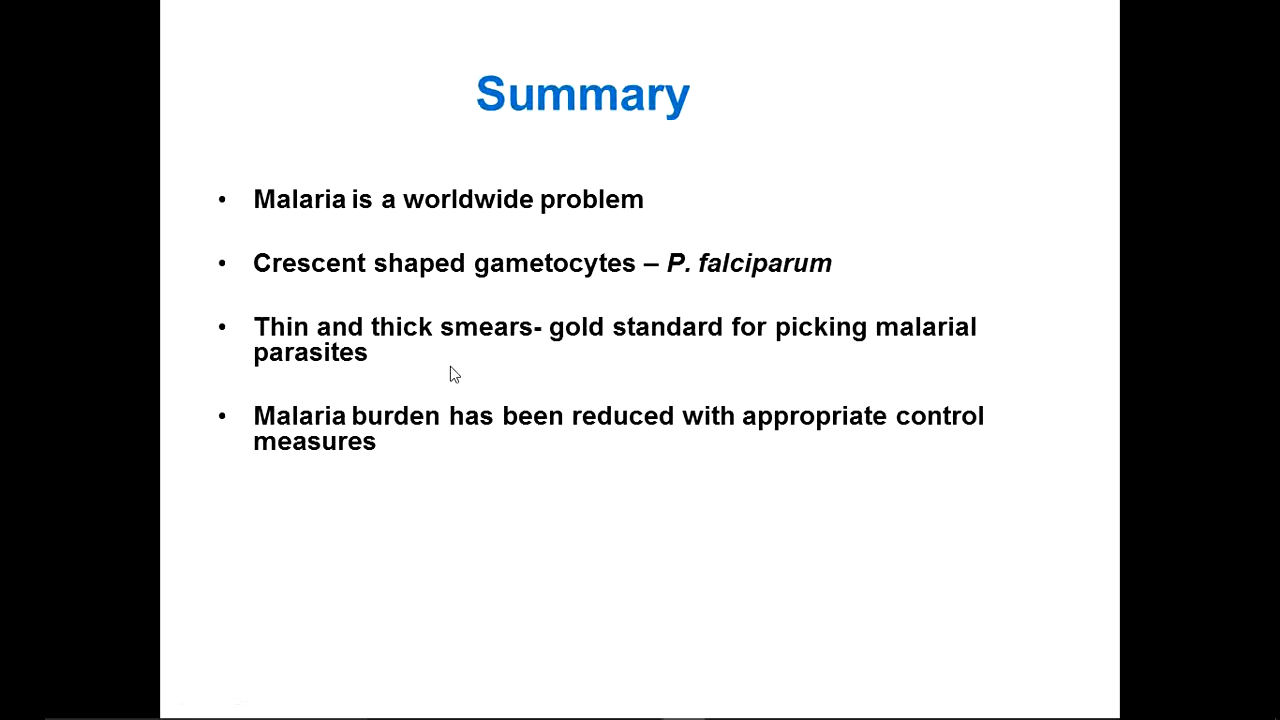 Summary
• Malaria is a worldwide problem
• Crescent shaped gametocytes – P. falciparum
• Thin and thick smears- gold standard for picking malarial
parasites
• Malaria burden has been reduced with appropriate control
measures